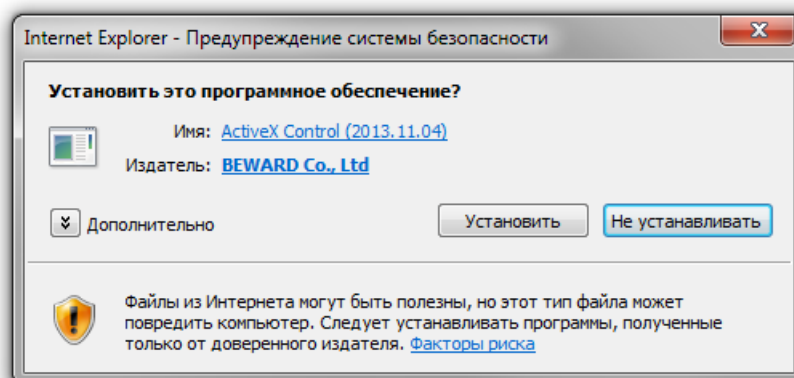 Internet Explorer - Предупреждение системы безопасности
Установить это программное обеспечение?
Имя: ActiveX Control (2013.11.04)
Издатель: BEWARD Co., Ltd
Дополнительно
Установить
Не устанавливать
Файлы из Интернета могут быть полезны, но этот тип файла может
повредить компьютер. Следует устанавливать программы, полученные
только от доверенного издателя. Факторы риска